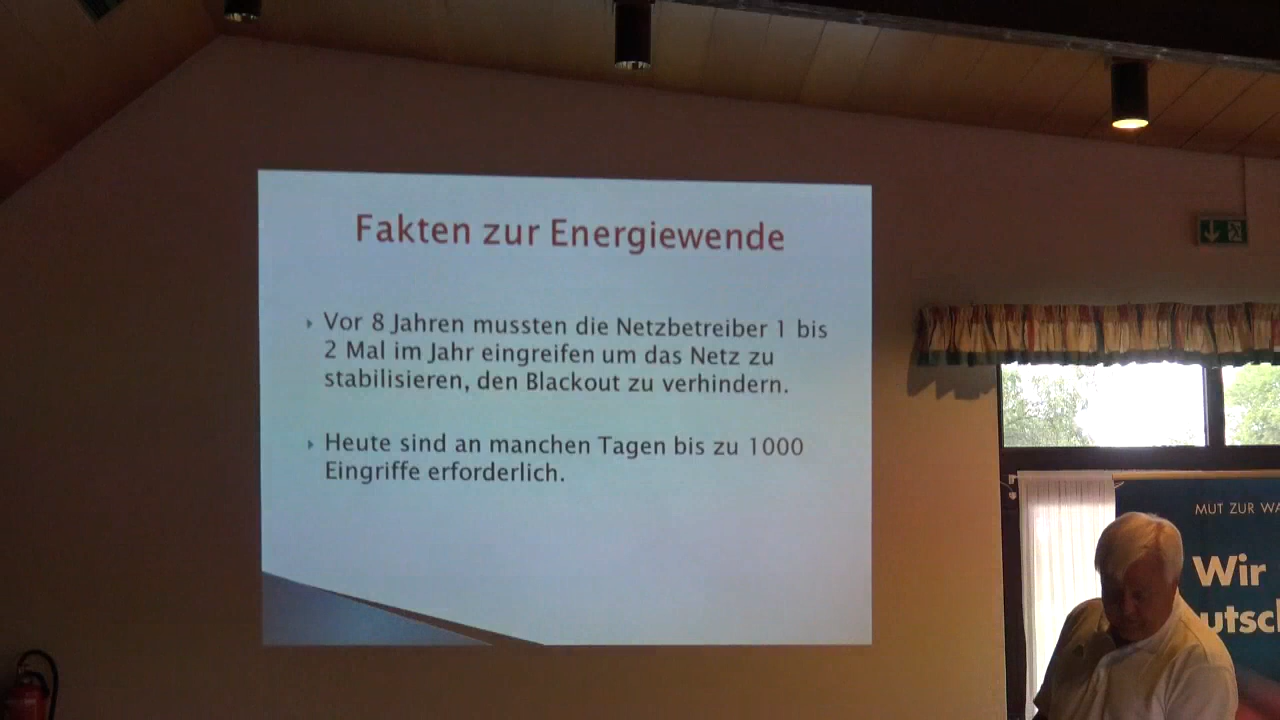 Fakten zur Energiewende
Vor 8 Jahren mussten die Netzbetreiber 1 bis
2 Mal im Jahr eingreifen um das Netz zu
stabilisieren, den Blackout zu verhindern.
Heute sind an manchen Tagen bis zu 1000
Eingriffe erforderlich.
MUT ZUR WA
Wir
utsch